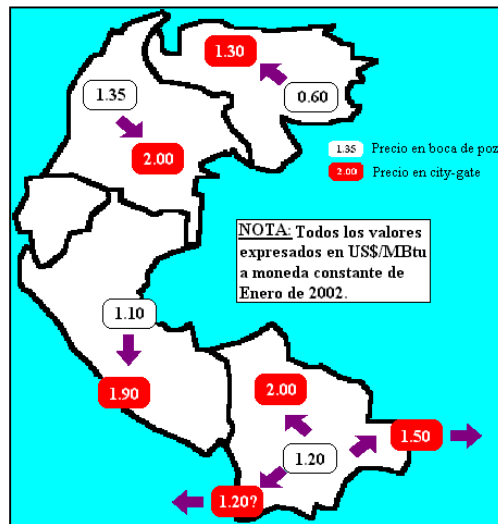 1.30
1.35
0.60
1.35 Precio en boca de poz
2.00
2.00 Precio en city-gate
NOTA: Todos los valores
expresados en US$/MBtu
a moneda constante de
Enero de 2002.
1.10
1.90
2.00
1.50
1.20
1.20?